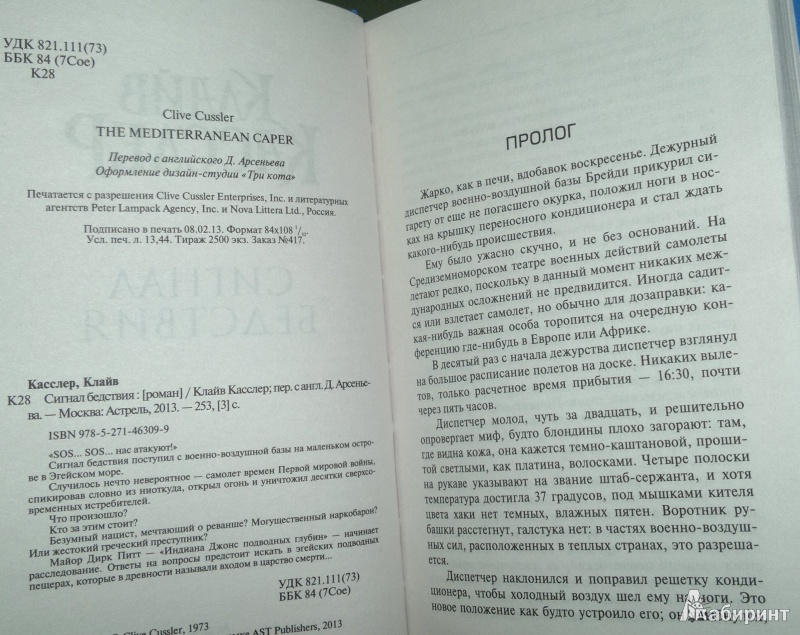 УДК 821.111(73)
ББК 84 (7Сое)
К28
Clive Cussler
THE MEDITERRANEAN CAPER
Перевод с английского Д. Арсеньева
Оформление дизайн-студии «Три кота»
Печатается с разрешения Clive Cussler Enterprises, Inc. и литературных
агентств Peter Lampack Agency, Inc. и Nova Littera Ltd., Россия.
Подписано в печать 08.02.13. Формат 84x108 1/32.
Усл. печ. л. 13,44. Тираж 2500 экз. Заказ №417.
СИГНАЛ
БЕДСТВИЯ
Касслер, Клайв
К28 Сигнал бедствия : [роман] / Клайв Касслер; пер. с англ. Д. Арсенье-
ва. — Москва: Астрель, 2013. — 253, [3] с.
ISBN 978-5-271-46309-9
«SOS... SOS... нас атакуют!»
Сигнал бедствия поступил с военно-воздушной базы на маленьком остро-
ве в Эгейском море.
Случилось нечто невероятное — самолет времен Первой мировой войны,
спикировав словно из ниоткуда, открыл огонь и уничтожил десятки сверхсо-
временных истребителей.
Что произошло?
Кто за этим стоит?
Безумный нацист, мечтающий о реванше? Могущественный наркобарон?
Или жестокий греческий преступник?
Майор Дирк Питт — «Индиана Джонс подводных глубин» — начинает
расследование. Ответы на вопросы предстоит искать в эгейских подводных
пещерах, которые в древности называли входом в царство смерти...
УДК 821.111(73)
ББК 84 (7Сое)
Cussler, 1973
AST Publishers, 2013
ПРОЛОГ
Жарко, как в печи, вдобавок воскресенье. Дежурный
диспетчер военно-воздушной базы Брейди прикурил си-
гарету от еще не погасшего окурка, положил ноги в нос-
ках на крышку переносного кондиционера и стал ждать
какого-нибудь происшествия.
Ему было ужасно скучно, и не без оснований. На
Средиземноморском театре военных действий самолеты
летают редко, поскольку в данный момент никаких меж-
дународных осложнений не предвидится. Иногда садит-
ся или взлетает самолет, но обычно для дозаправки: ка-
кая-нибудь важная особа торопится на очередную кон-
ференцию где-нибудь в Европе или Африке.
В десятый раз с начала дежурства диспетчер взглянул
на большое расписание полетов на доске. Никаких выле-
тов, только расчетное время прибытия — 16:30, почти
через пять часов.
Диспетчер молод, чуть за двадцать, и решительно
опровергает миф, будто блондины плохо загорают: там,
где видна кожа, она кажется темно-каштановой, проши-
той светлыми, как платина, волосками. Четыре полоски
на рукаве указывают на звание штаб-сержанта, и хотя
температура достигла 37 градусов, под мышками кителя
цвета хаки нет темных, влажных пятен. Воротник ру-
башки расстегнут, галстука нет: в частях военно-воздуш-
ных сил, расположенных в теплых странах, это разреша-
ется.
Диспетчер наклонился и поправил решетку конди-
ционера, чтобы холодный воздух шел ему на ноги. Это
новое положение как будто устроило его; он
Лабиринт